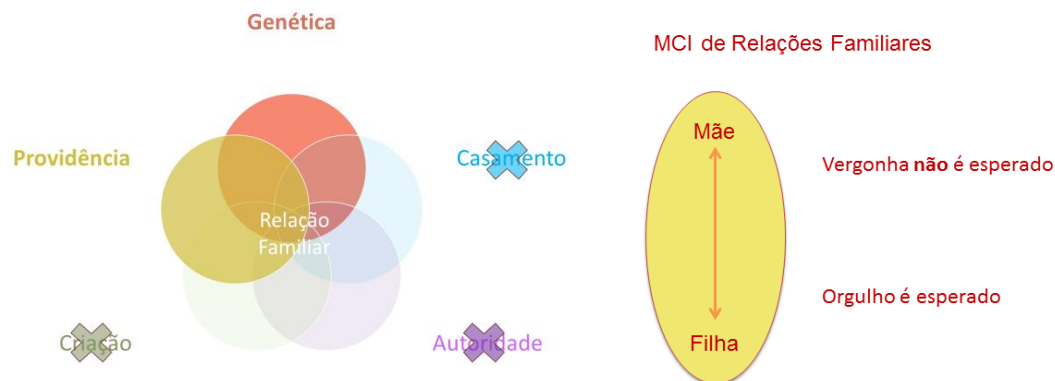 Genética
Providência
Casamento
Relação
Familiar
Criação
Autoridade
MCI de Relações Familiares
Mãe
Vergonha não é esperado
Orgulho é esperado
Filha